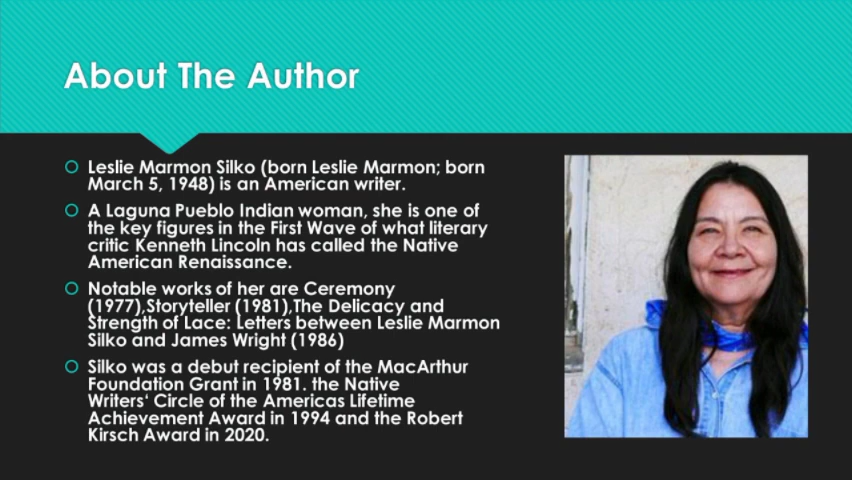 About The Author
Leslie Marmon Silko (born Leslie Marmon; born
March 5, 1948) is an American writer.
A Laguna Pueblo Indian woman, she is one of
the key figures in the First Wave of what literary
critic Kenneth Lincoln has called the Native
American Renaissance.
Notable works of her are Ceremony
(1977),Storyteller (1981),The Delicacy and
Strength of Lace: Letters between Leslie Marmon
Silko and James Wright (1986)
Silko was a debut recipient of the MacArthur
Foundation Grant in 1981. the Native
Writers‘ Circle of the Americas Lifetime
Achievement Award in 1994 and the Robert
Kirsch Award in 2020.